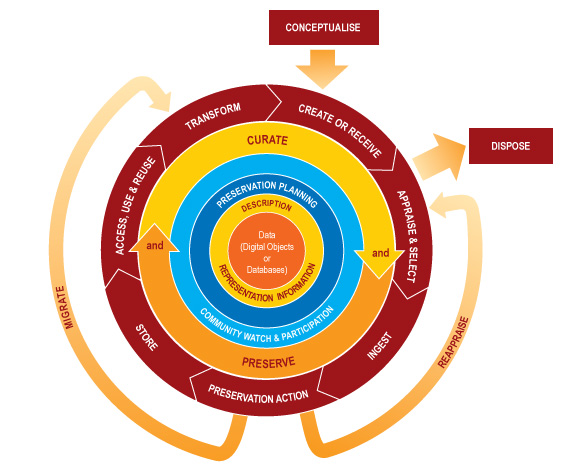 CONCEPTUALISE
CREATE OR RECEIVE
DISPOSE
APPRAISE & SELECT
INGEST
PRESERVATION ACTION
STORE
ACCESS, USE & REUSE
TRANSFORM
CURATE
and
PRESERVE
and
COMMUNITY WATCH & PARTICIPATION
PRESERVATION PLANNING
DESCRIPTION
REPRESENTATION INFORMATION
Data
(Digital Objects
or
Databases)
MIGRATE
REAPPRAISE